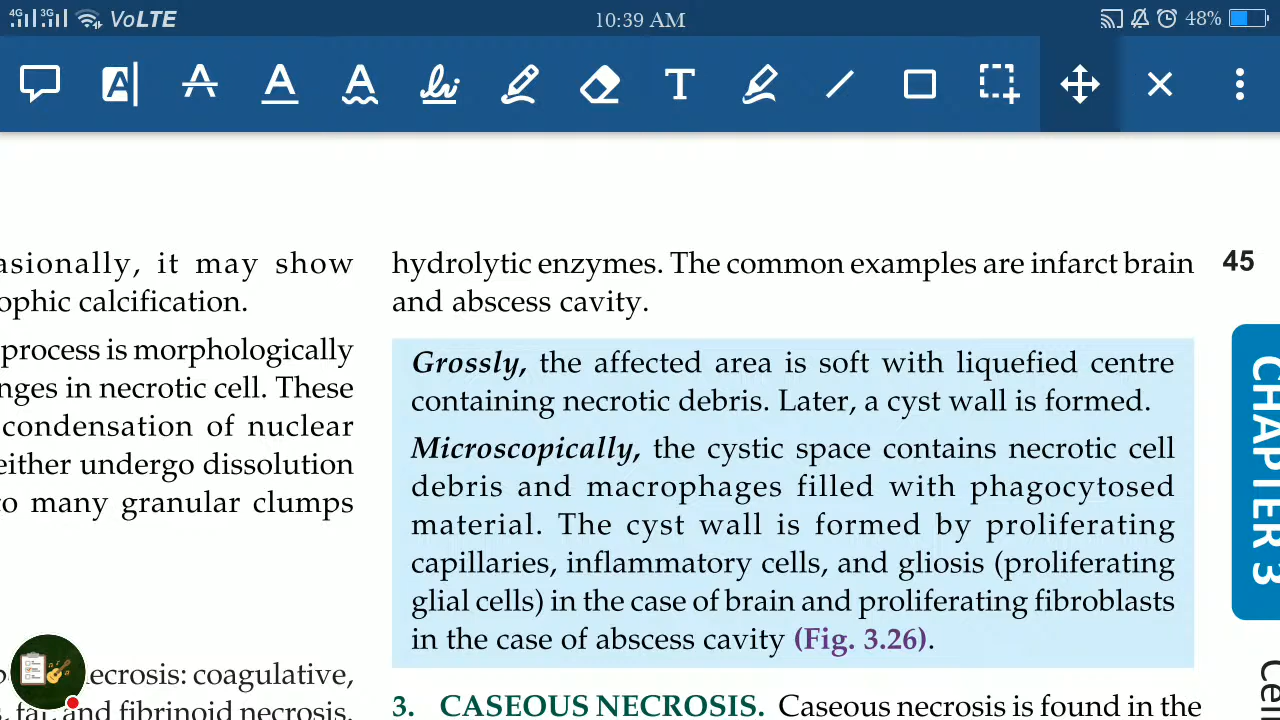 4G 3G VoLTE 10:39 AM 48%
A A A A T
asionally, it may show
ophic calcification.
process is morphologically
nges in necrotic cell. These
condensation of nuclear
either undergo dissolution
to many granular clumps
necrosis: coagulative,
and fibrinoid necrosis.
hydrolytic enzymes. The common examples are infarct brain
and abscess cavity.
Grossly, the affected area is soft with liquefied centre
containing necrotic debris. Later, a cyst wall is formed.
Microscopically, the cystic space contains necrotic cell
debris and macrophages filled with phagocytosed
material. The cyst wall is formed by proliferating
capillaries, inflammatory cells, and gliosis (proliferating
glial cells) in the case of brain and proliferating fibroblasts
in the case of abscess cavity (Fig. 3.26).
3. CASEOUS NECROSIS. Caseous necrosis is found in the
45
CHAPTER 3